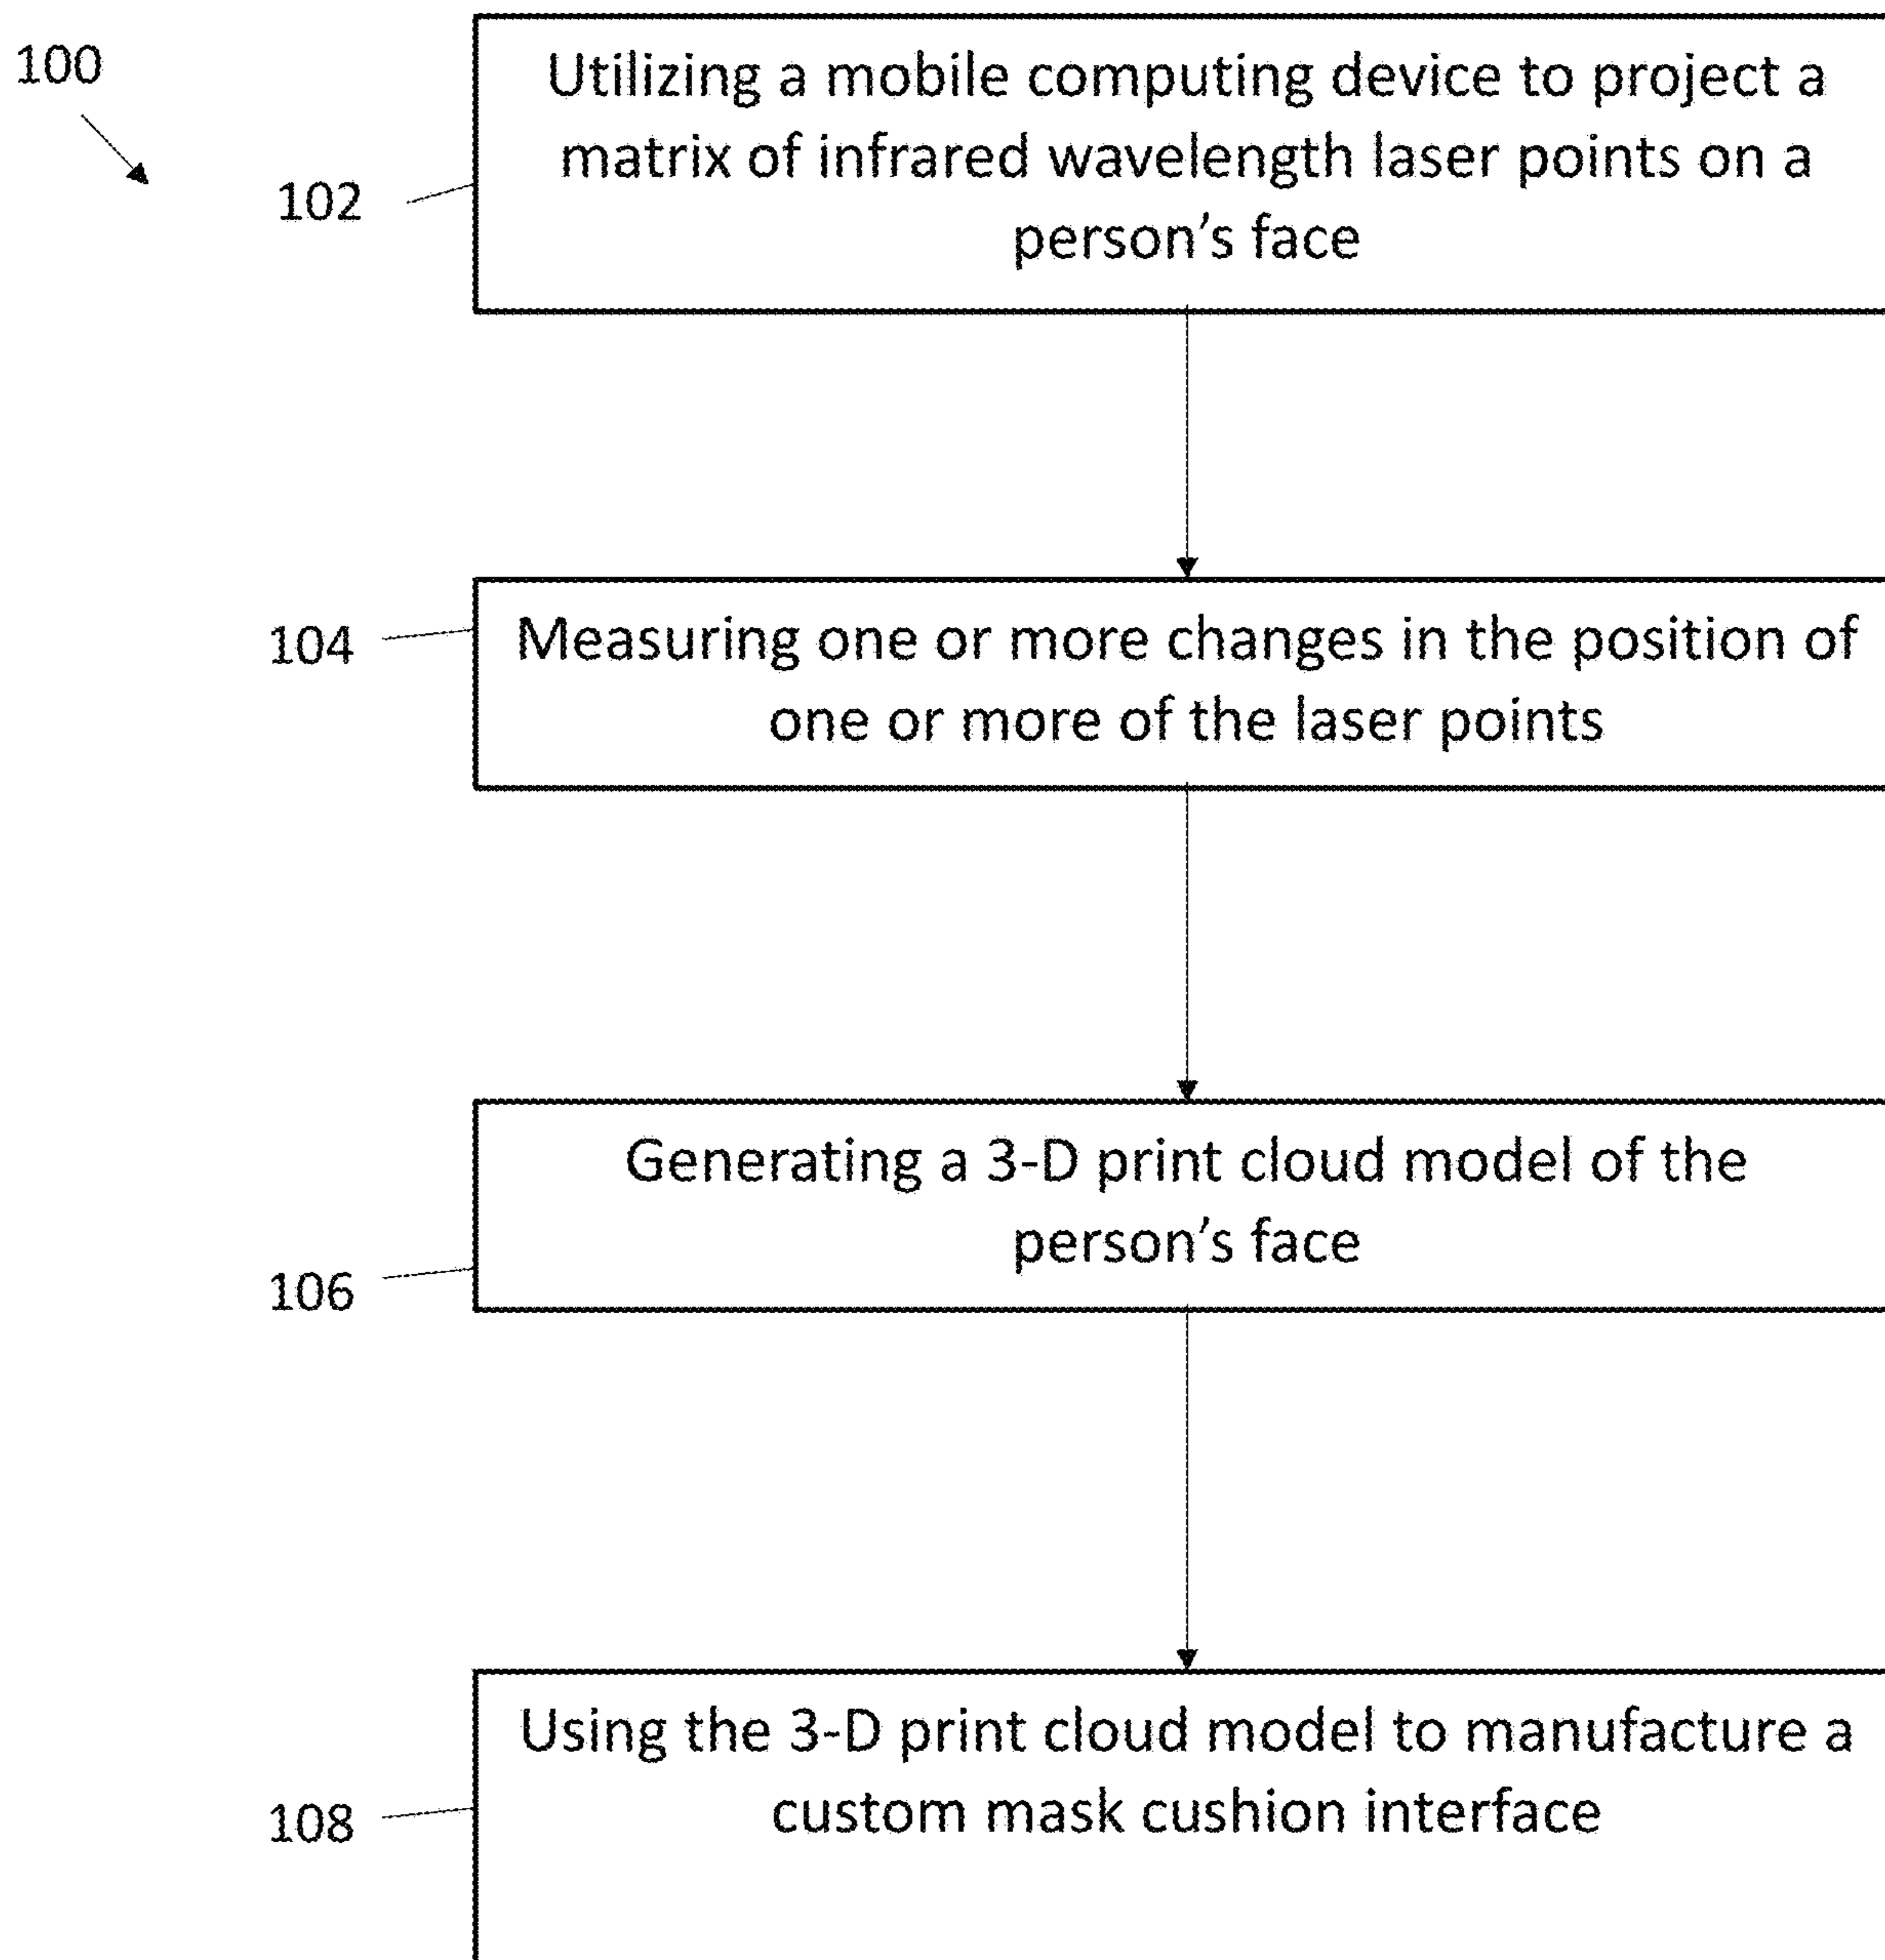 100
Utilizing a mobile computing device to project a
matrix of infrared wavelength laser points on a
person's face
102
104
Measuring one or more changes in the position of
one or more of the laser points
Generating a 3-D print cloud model of the
person's face
106
Using the 3-D print cloud model to manufacture a
custom mask cushion interface
108